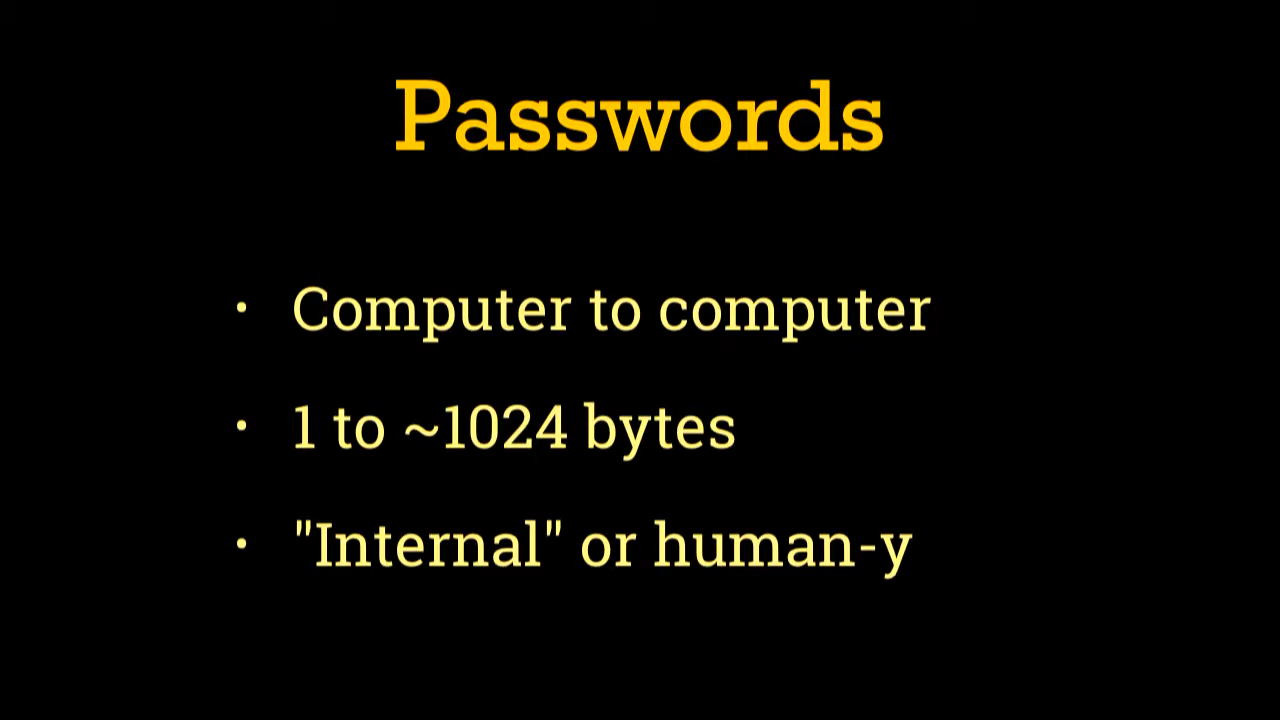 Passwords
· Computer to computer
· 1 to ~1024 bytes
· "Internal" or human-y